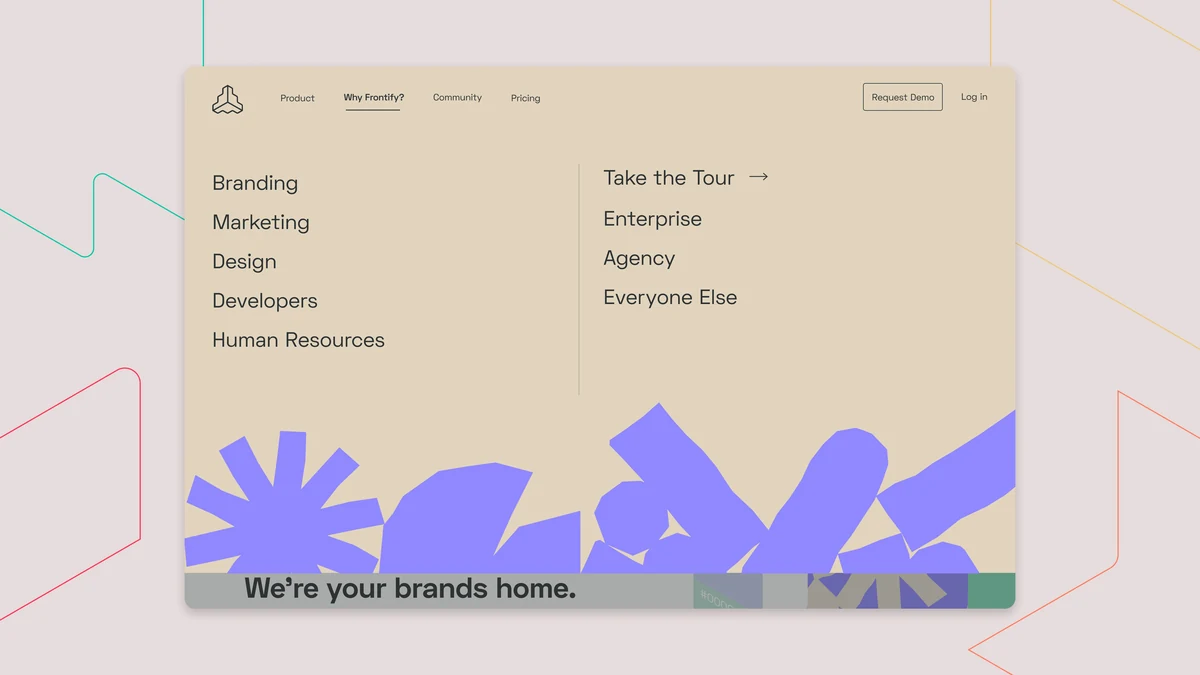 Product
Why Frontify?
Community
Pricing
Request Demo
Log in
Branding
Marketing
Design
Developers
Human Resources
Take the Tour →
Enterprise
Agency
Everyone Else
We're your brands home.